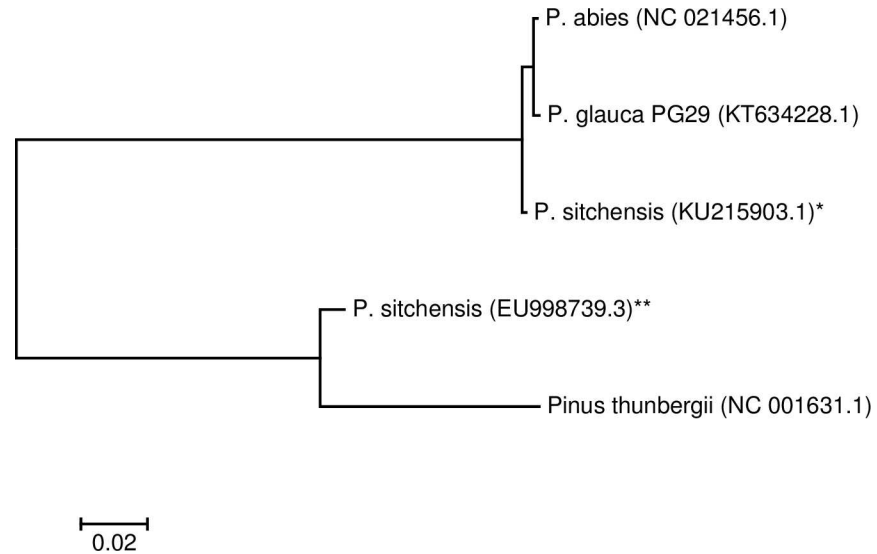 P. abies (NC 021456.1)
P. glauca PG29 (KT634228.1)
P. sitchensis (KU215903.1)*
P. sitchensis (EU998739.3)**
Pinus thunbergii (NC 001631.1)
0.02